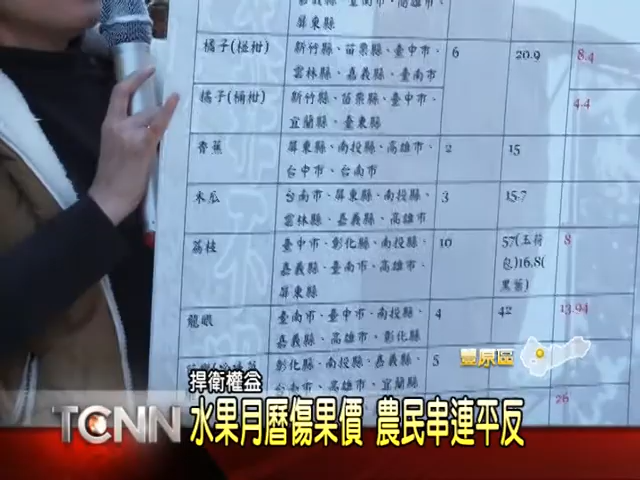 屏東縣
橘子(椪柑)
新竹縣、苗栗縣、臺中市、
雲林縣、嘉義縣、臺南市
6
20.9
8.4
橘子(桶柑)
新竹縣、苗栗縣、臺中市、
宜蘭縣、臺東縣
4.4
香蕉
屏東縣、南投縣、高雄市、
台中市、台南市
2
15
木瓜
台南市、屏東縣、南投縣、
雲林縣、嘉義縣、高雄市
3
15.7
荔枝
臺中市、彰化縣、南投縣、
嘉義縣、臺南市、高雄市、
屏東縣
10
57(玉荷
包)16.8(
黑葉)
8
龍眼
臺南市、臺中市、南投縣、
嘉義縣、高雄市、彰化縣
4
42
13.94
彰化縣、南投縣、嘉義縣、
台南市、高雄市、宜蘭縣
5
26
豐原區
捍衛權益
TCNN
水果月曆傷果價 農民串連平反